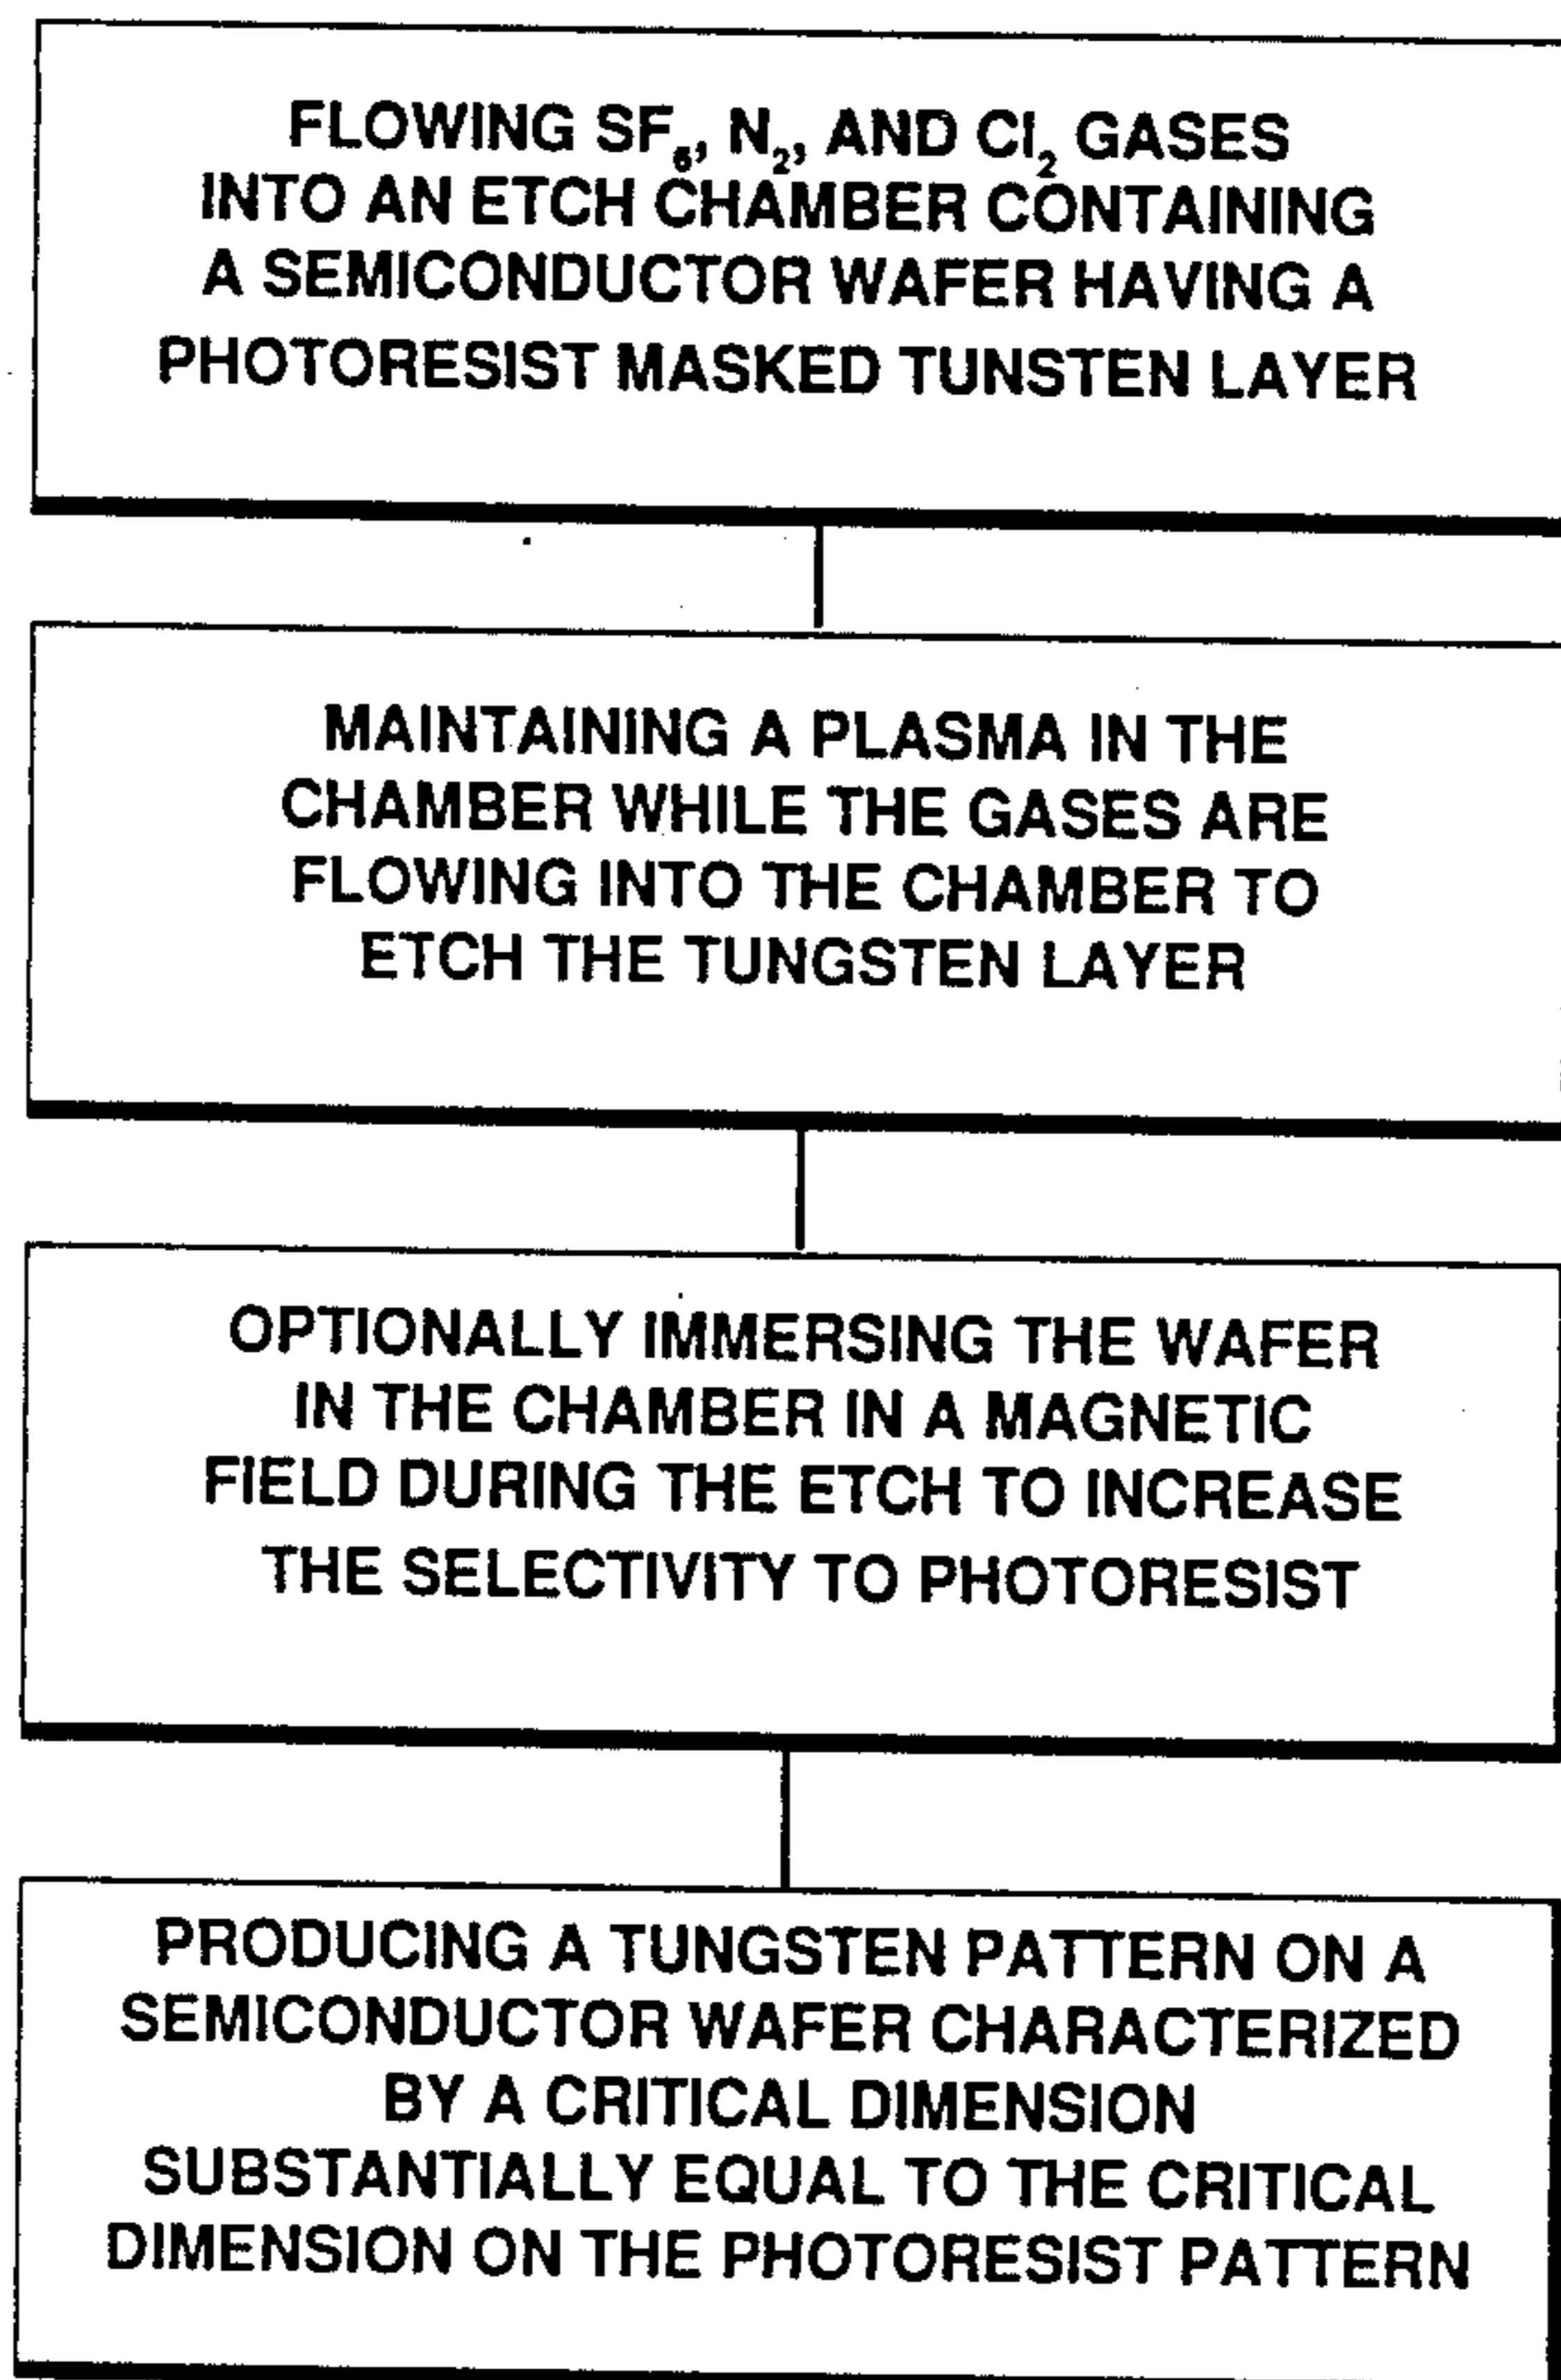 FLOWING SF₆, N₂, AND Cl₂ GASES
INTO AN ETCH CHAMBER CONTAINING
A SEMICONDUCTOR WAFER HAVING A
PHOTORESIST MASKED TUNSTEN LAYER
MAINTAINING A PLASMA IN THE
CHAMBER WHILE THE GASES ARE
FLOWING INTO THE CHAMBER TO
ETCH THE TUNGSTEN LAYER
OPTIONALLY IMMERSING THE WAFER
IN THE CHAMBER IN A MAGNETIC
FIELD DURING THE ETCH TO INCREASE
THE SELECTIVITY TO PHOTORESIST
PRODUCING A TUNGSTEN PATTERN ON A
SEMICONDUCTOR WAFER CHARACTERIZED
BY A CRITICAL DIMENSION
SUBSTANTIALLY EQUAL TO THE CRITICAL
DIMENSION ON THE PHOTORESIST PATTERN